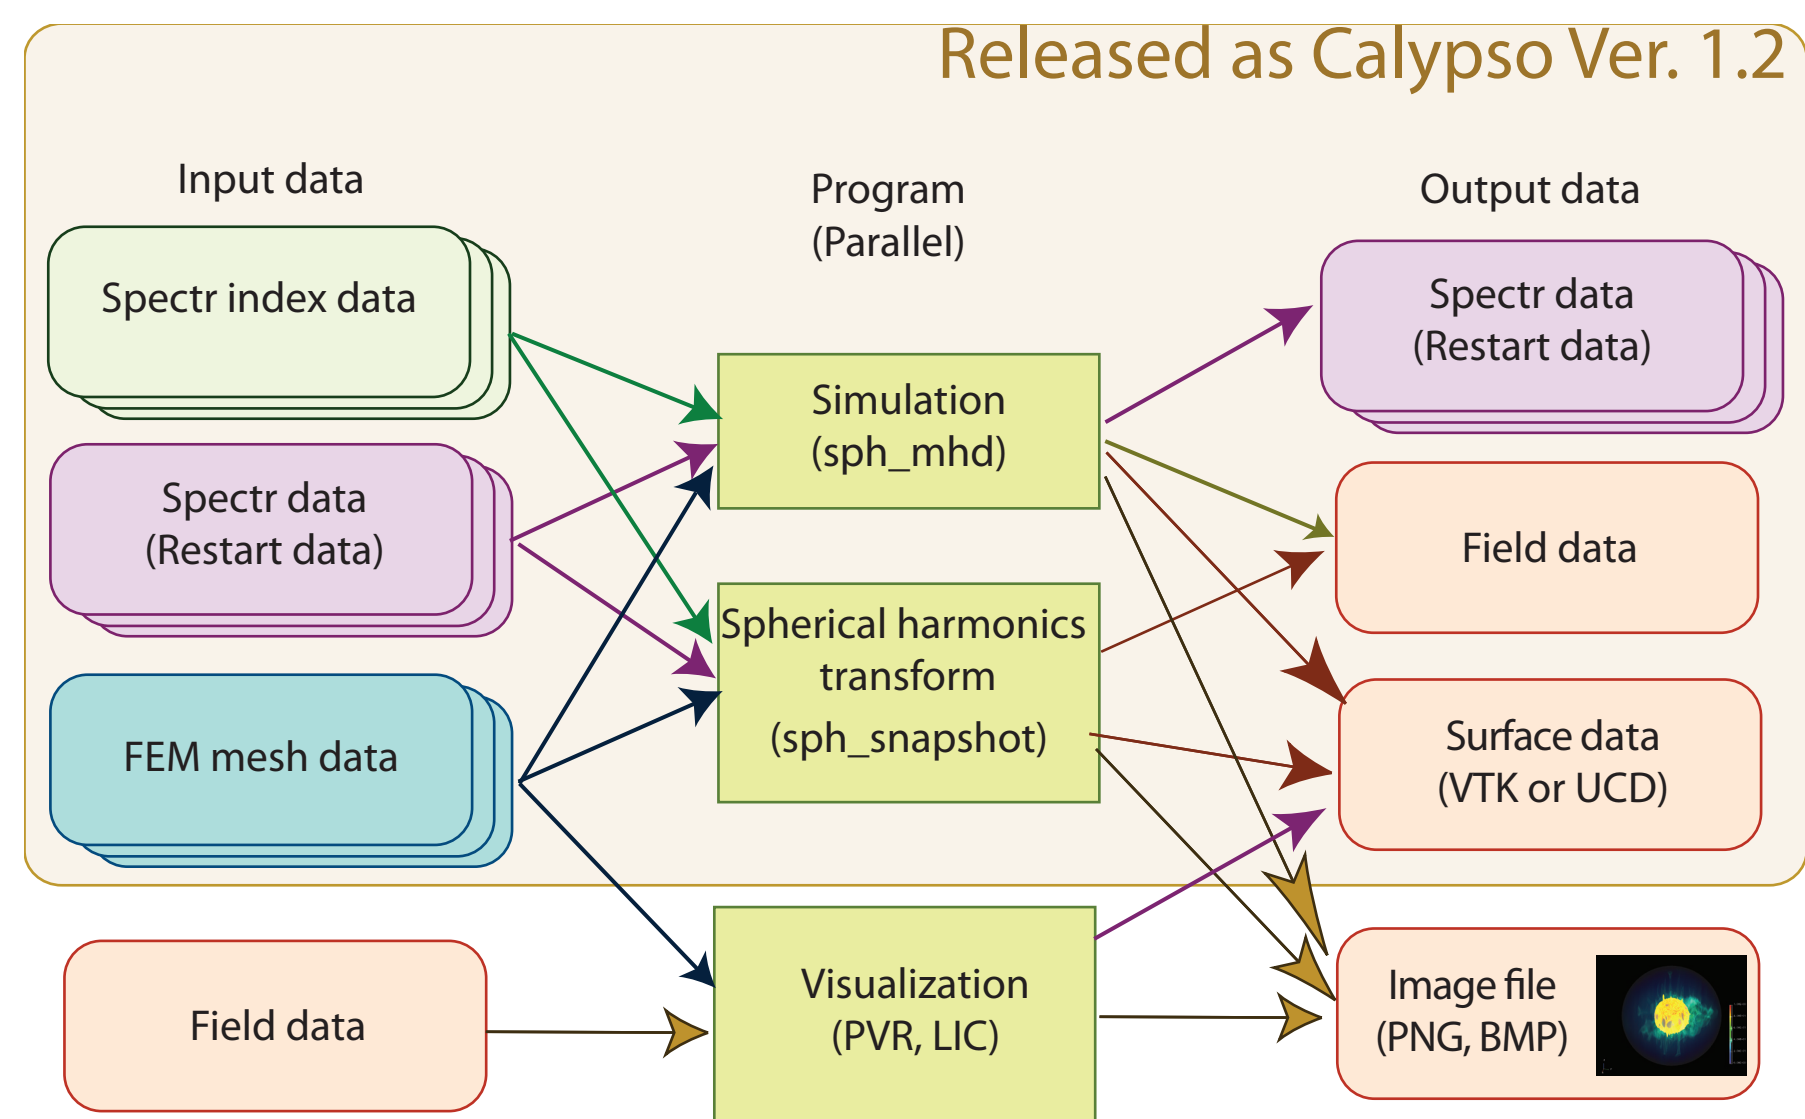 Released as Calypso Ver. 1.2
Input data
Program
(Parallel)
Output data
Spectr index data
Spectr data
(Restart data)
FEM mesh data
Field data
Simulation
(sph_mhd)
Spherical harmonics
transform
(sph_snapshot)
Visualization
(PVR, LIC)
Spectr data
(Restart data)
Field data
Surface data
(VTK or UCD)
Image file
(PNG, BMP)